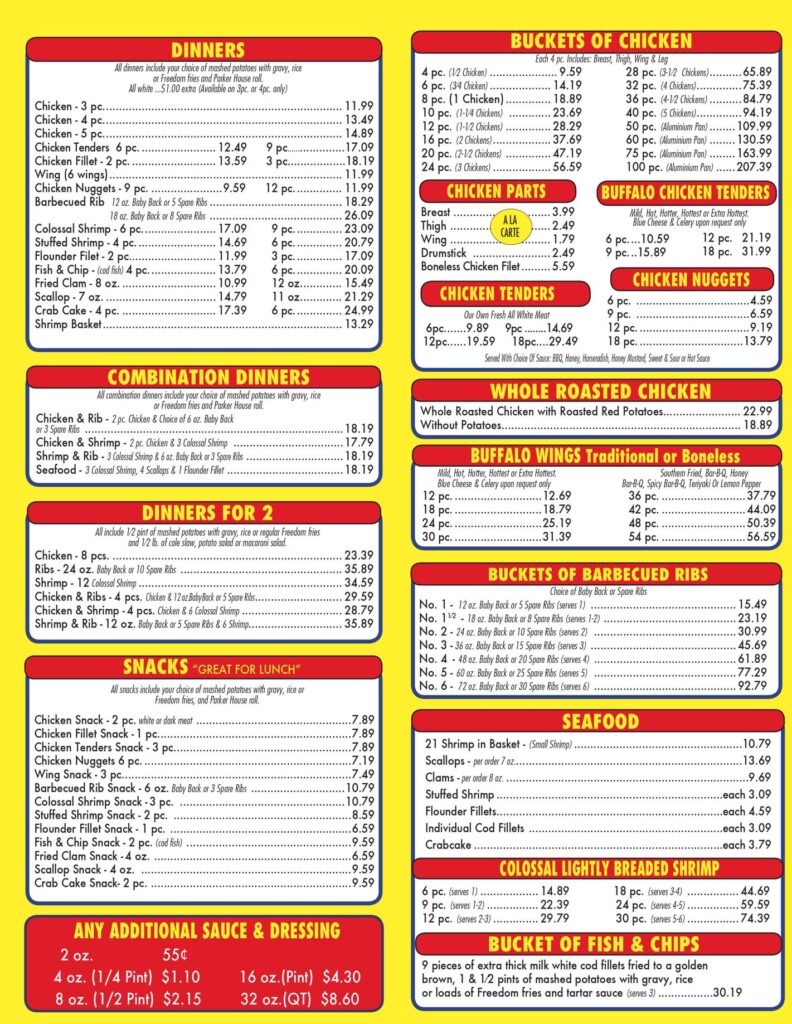 DINNERS
All dinners include your choice of mashed potatoes with gravy, rice
or Freedom fries and Parker House roll.
All white ...$1.00 extra (Available on 3pc. or 4pc. only)
Chicken - 3 pc. 11.99
Chicken - 4 pc. 13.49
Chicken - 5 pc. 14.89
Chicken Tenders 6 pc. 12.49 9 pc. 17.09
Chicken Fillet - 2 pc. 13.59 3 pc. 18.19
Wing (6 wings) 11.99
Chicken Nuggets - 9 pc. 9.59 12 pc. 11.99
Barbecued Rib 12 oz. Baby Back or 5 Spare Ribs 18.29
18 oz. Baby Back or 8 Spare Ribs 26.09
Colossal Shrimp - 6 pc. 17.09 9 pc. 23.09
Stuffed Shrimp - 4 pc. 14.69 6 pc. 20.79
Flounder Filet - 2 pc. 11.99 3 pc. 17.09
Fish & Chip - (cod fish) 4 pc. 13.79 6 pc. 20.09
Fried Clam - 8 oz. 10.99 12 oz. 15.49
Scallop - 7 oz. 14.79 11 oz. 21.29
Crab Cake - 4 pc. 17.39 6 pc. 24.99
Shrimp Basket 13.29
COMBINATION DINNERS
All combination dinners include your choice of mashed potatoes with gravy, rice
or Freedom fries and Parker House roll.
Chicken & Rib - 2 pc. Chicken & Choice of 6 oz. Baby Back
or 3 Spare Ribs 18.19
Chicken & Shrimp - 2 pc. Chicken & 3 Colossal Shrimp 17.79
Shrimp & Rib - 3 Colossal Shrimp & 6 oz. Baby Back or 3 Spare Ribs 18.19
Seafood - 3 Colossal Shrimp, 4 Scallops & 1 Flounder Fillet 18.19
DINNERS FOR 2
All include 1/2 pint of mashed potatoes with gravy, rice or regular Freedom fries
and 1/2 lb. of cole slaw, potato salad or macaroni salad.
Chicken - 8 pcs. 23.39
Ribs - 24 oz. Baby Back or 10 Spare Ribs 35.89
Shrimp - 12 Colossal Shrimp 34.59
Chicken & Ribs - 4 pcs. Chicken & 12 oz Baby Back or 5 Spare Ribs 29.59
Chicken & Shrimp - 4 pcs. Chicken & 6 Colossal Shrimp 28.79
Shrimp & Rib - 12 oz. Baby Back or 5 Spare Ribs & 6 Shrimp 35.89
SNACKS "GREAT FOR LUNCH"
All snacks include your choice of mashed potatoes with gravy, rice or
Freedom fries, and Parker House roll.
Chicken Snack - 2 pc. white or dark meat 7.89
Chicken Fillet Snack - 1 pc. 7.89
Chicken Tenders Snack - 3 pc. 7.89
Chicken Nuggets 6 pc. 7.19
Wing Snack - 3 pc. 7.49
Barbecued Rib Snack - 6 oz. Baby Back or 3 Spare Ribs 10.79
Colossal Shrimp Snack - 3 pc. 10.79
Stuffed Shrimp Snack - 2 pc. 8.59
Flounder Fillet Snack - 1 pc. 6.59
Fish & Chip Snack - 2 pc. (cod fish) 9.59
Fried Clam Snack - 4 oz. 6.59
Scallop Snack - 4 oz. 9.59
Crab Cake Snack- 2 pc. 9.59
ANY ADDITIONAL SAUCE & DRESSING
2 oz. 55¢
4 oz. (1/4 Pint) $1.10 16 oz.(Pint) $4.30
8 oz. (1/2 Pint) $2.15 32 oz.(QT) $8.60
BUCKETS OF CHICKEN
Each 4 pc. Includes: Breast, Thigh, Wing & Leg
4 pc. (1/2 Chicken) 9.59 28 pc. (3-1/2 Chickens) 65.89
6 pc. (3/4 Chicken) 14.19 32 pc. (4 Chickens) 75.39
8 pc. (1 Chicken) 18.89 36 pc. (4-1/2 Chickens) 84.79
10 pc. (1-1/4 Chickens) 23.69 40 pc. (5 Chickens) 94.19
12 pc. (1-1/2 Chickens) 28.29 50 pc. (Aluminium Pan) 109.99
16 pc. (2 Chickens) 37.69 60 pc. (Aluminium Pan) 130.59
20 pc. (2-1/2 Chickens) 47.19 75 pc. (Aluminium Pan) 163.99
24 pc. (3 Chickens) 56.59 100 pc. (Aluminium Pan) 207.39
CHICKEN PARTS
A LA
CARTE
Breast 3.99
Thigh 2.49
Wing 1.79
Drumstick 2.49
Boneless Chicken Filet 5.59
BUFFALO CHICKEN TENDERS
Mild, Hot, Hotter, Hottest or Extra Hottest.
Blue Cheese & Celery upon request only
6 pc. 10.59 12 pc. 21.19
9 pc. 15.89 18 pc. 31.99
CHICKEN TENDERS
Our Own Fresh All White Meat
6pc. 9.89 9pc 14.69
12pc. 19.59 18pc. 29.49
CHICKEN NUGGETS
6 pc. 4.59
9 pc. 6.59
12 pc. 9.19
18 pc. 13.79
Served With Choice Of Sauce: BBQ, Honey, Horseradish, Honey Mustard, Sweet & Sour or Hot Sauce
WHOLE ROASTED CHICKEN
Whole Roasted Chicken with Roasted Red Potatoes 22.99
Without Potatoes 18.89
BUFFALO WINGS Traditional or Boneless
Mild, Hot, Hotter, Hottest or Extra Hottest.
Blue Cheese & Celery upon request only
Southern Fried, Bar-B-Q, Honey
Bar-B-Q, Spicy Bar-B-Q, Teriyaki Or Lemon Pepper
12 pc. 12.69 36 pc. 37.79
18 pc. 18.79 42 pc. 44.09
24 pc. 25.19 48 pc. 50.39
30 pc. 31.39 54 pc. 56.59
BUCKETS OF BARBECUED RIBS
Choice of Baby Back or Spare Ribs
No. 1 - 12 oz. Baby Back or 5 Spare Ribs (serves 1) 15.49
No. 1 1/2 - 18 oz. Baby Back or 8 Spare Ribs (serves 1-2) 23.19
No. 2 - 24 oz. Baby Back or 10 Spare Ribs (serves 2) 30.99
No. 3 - 36 oz. Baby Back or 15 Spare Ribs (serves 3) 45.69
No. 4 - 48 oz. Baby Back or 20 Spare Ribs (serves 4) 61.89
No. 5 - 60 oz. Baby Back or 25 Spare Ribs (serves 5) 77.29
No. 6 - 72 oz. Baby Back or 30 Spare Ribs (serves 6) 92.79
SEAFOOD
21 Shrimp in Basket - (Small Shrimp) 10.79
Scallops - per order 7 oz. 13.69
Clams - per order 8 oz. 9.69
Stuffed Shrimp each 3.09
Flounder Fillets each 4.59
Individual Cod Fillets each 3.09
Crabcake each 3.79
COLOSSAL LIGHTLY BREADED SHRIMP
6 pc. (serves 1) 14.89 18 pc. (serves 3-4) 44.69
9 pc. (serves 1-2) 22.39 24 pc. (serves 4-5) 59.59
12 pc. (serves 2-3) 29.79 30 pc. (serves 5-6) 74.39
BUCKET OF FISH & CHIPS
9 pieces of extra thick milk white cod fillets fried to a golden
brown, 1 & 1/2 pints of mashed potatoes with gravy, rice
or loads of Freedom fries and tartar sauce (serves 3) 30.19